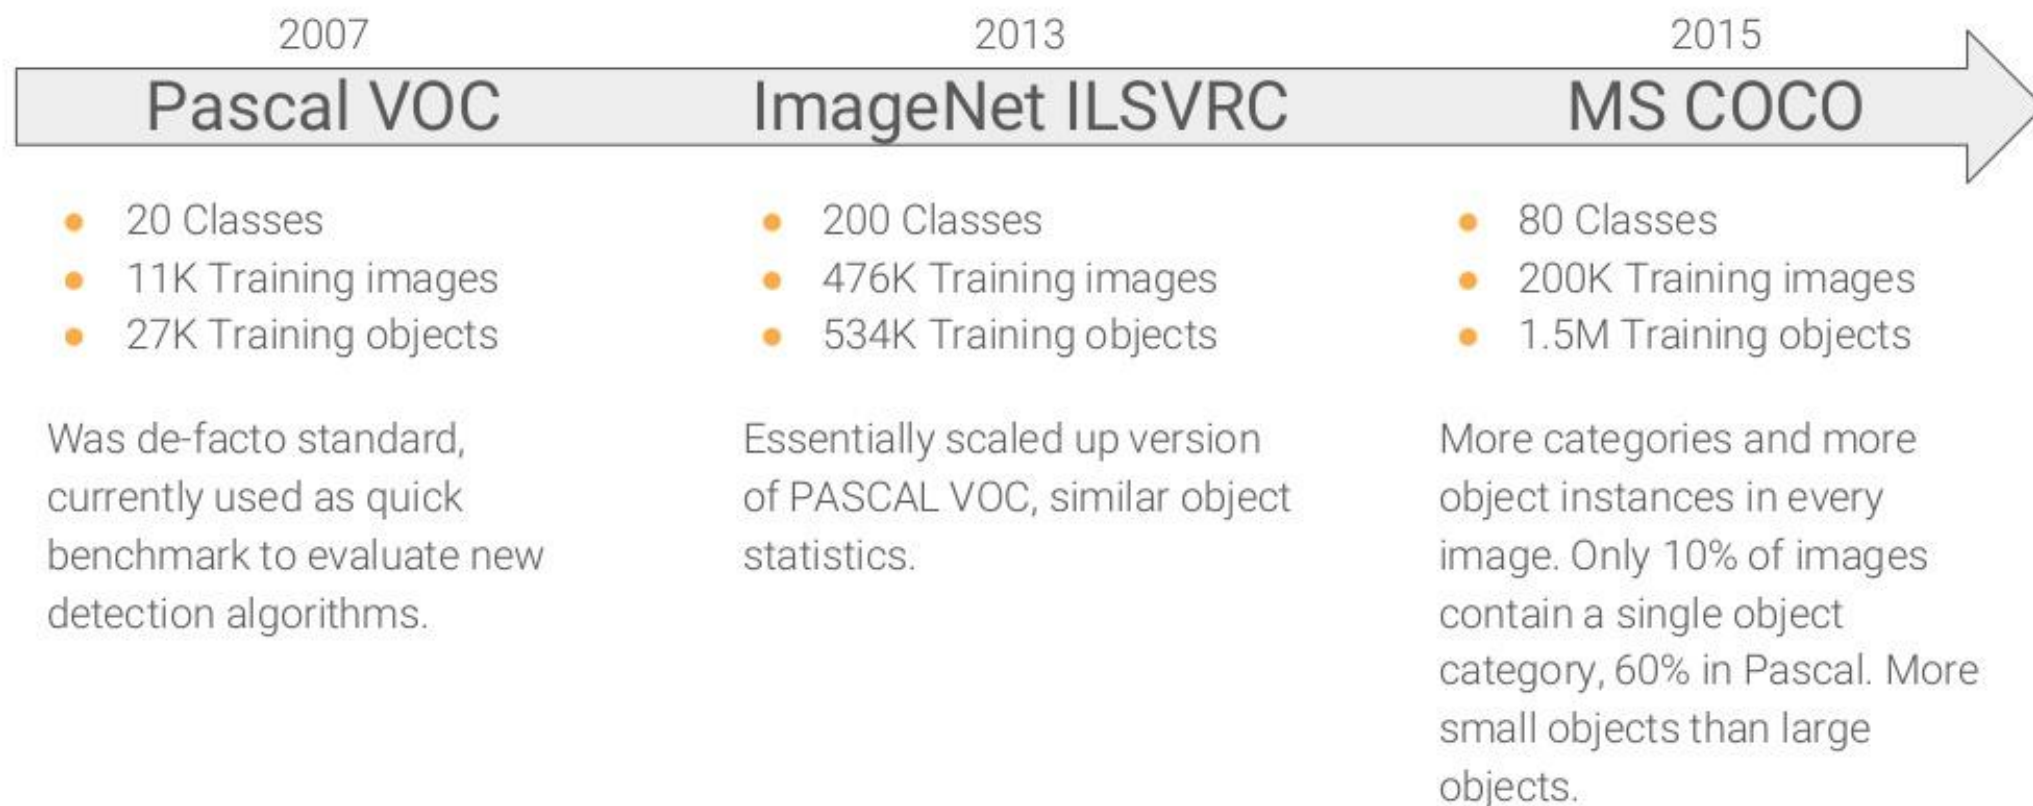 2007
Pascal VOC
20 Classes
11K Training images
27K Training objects
Was de-facto standard,
currently used as quick
benchmark to evaluate new
detection algorithms.
2013
ImageNet ILSVRC
200 Classes
476K Training images
534K Training objects
Essentially scaled up version
of PASCAL VOC, similar object
statistics.
2015
MS COCO
80 Classes
200K Training images
1.5M Training objects
More categories and more
object instances in every
image. Only 10% of images
contain a single object
category, 60% in Pascal. More
small objects than large
objects.